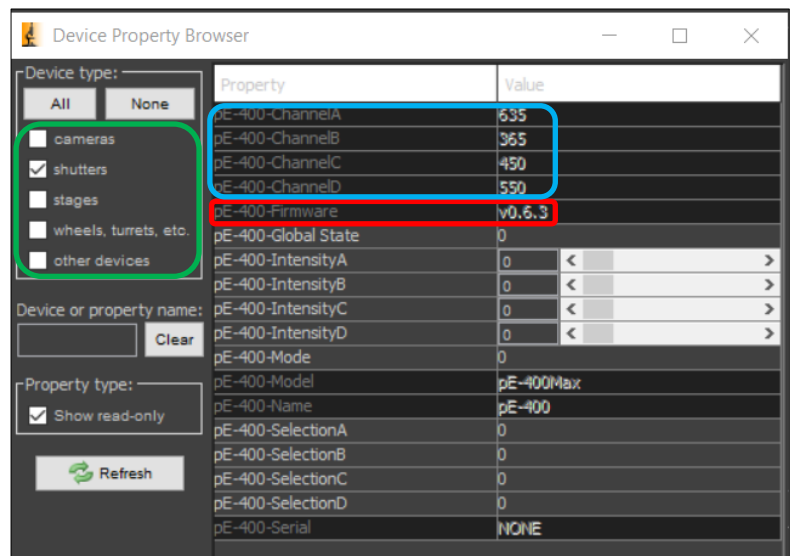 Device Property Browser
Device type:
All None
cameras
shutters
stages
wheels, turrets, etc.
other devices
Device or property name:
Clear
Property type:
Show read-only
Refresh
Property Value
pE-400-ChannelA 635
pE-400-ChannelB 365
pE-400-ChannelC 450
pE-400-ChannelD 550
pE-400-Firmware v0.6.3
pE-400-Global State 0
pE-400-IntensityA 0
pE-400-IntensityB 0
pE-400-IntensityC 0
pE-400-IntensityD 0
pE-400-Mode 0
pE-400-Model pE-400Max
pE-400-Name pE-400
pE-400-SelectionA 0
pE-400-SelectionB 0
pE-400-SelectionC 0
pE-400-SelectionD 0
pE-400-Serial NONE